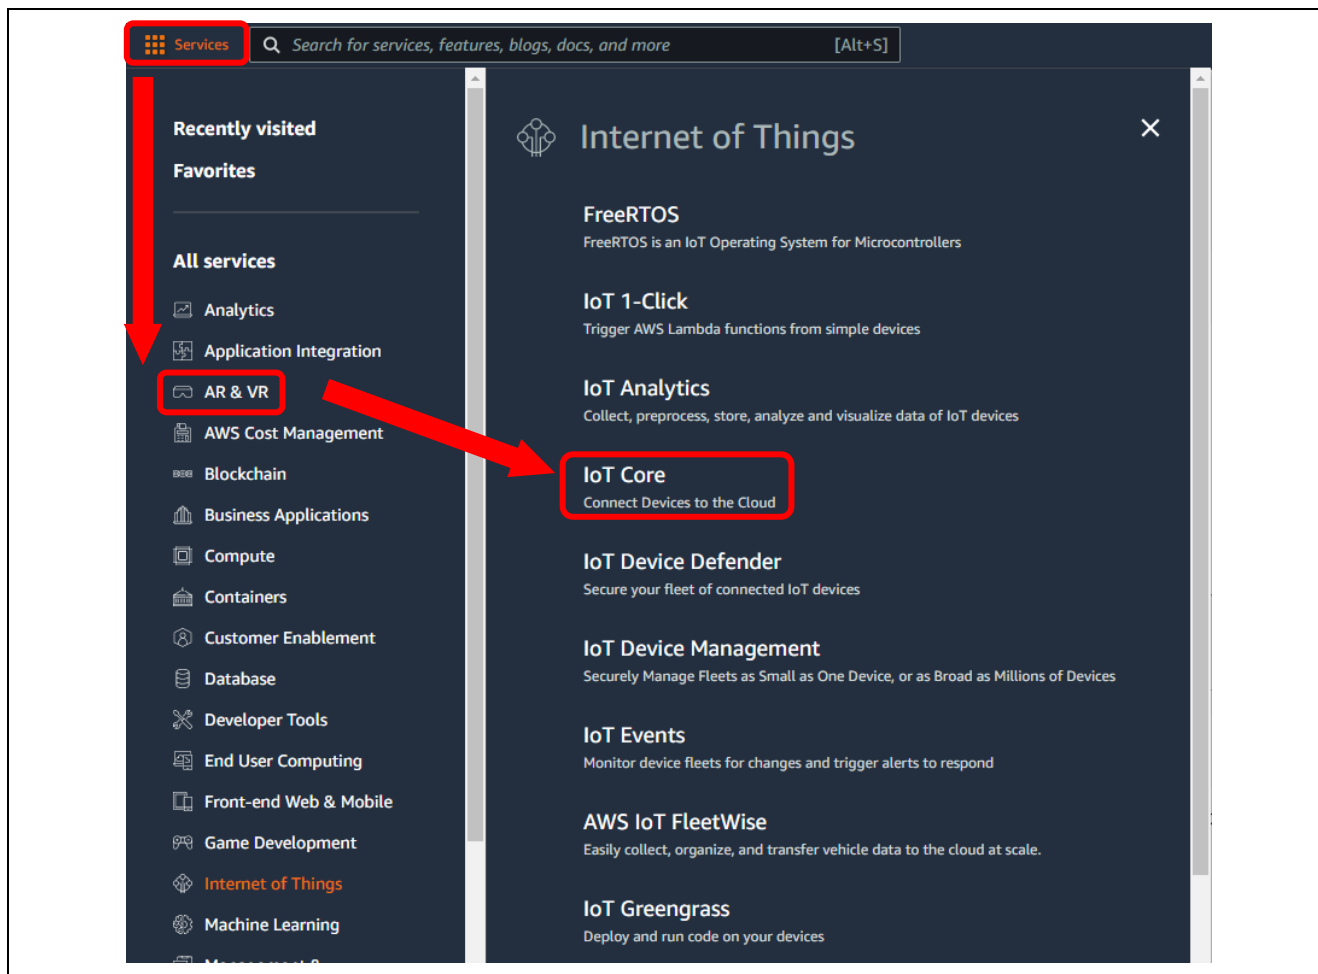 Services
Search for services, features, blogs, docs, and more [Alt+S]
Recently visited
Favorites
All services
Analytics
Application Integration
AR & VR
AWS Cost Management
Blockchain
Business Applications
Compute
Containers
Customer Enablement
Database
Developer Tools
End User Computing
Front-end Web & Mobile
Game Development
Internet of Things
Machine Learning
Internet of Things
FreeRTOS
FreeRTOS is an IoT Operating System for Microcontrollers
IoT 1-Click
Trigger AWS Lambda functions from simple devices
IoT Analytics
Collect, preprocess, store, analyze and visualize data of IoT devices
IoT Core
Connect Devices to the Cloud
IoT Device Defender
Secure your fleet of connected IoT devices
IoT Device Management
Securely Manage Fleets as Small as One Device, or as Broad as Millions of Devices
IoT Events
Monitor device fleets for changes and trigger alerts to respond
AWS IoT FleetWise
Easily collect, organize, and transfer vehicle data to the cloud at scale.
IoT Greengrass
Deploy and run code on your devices